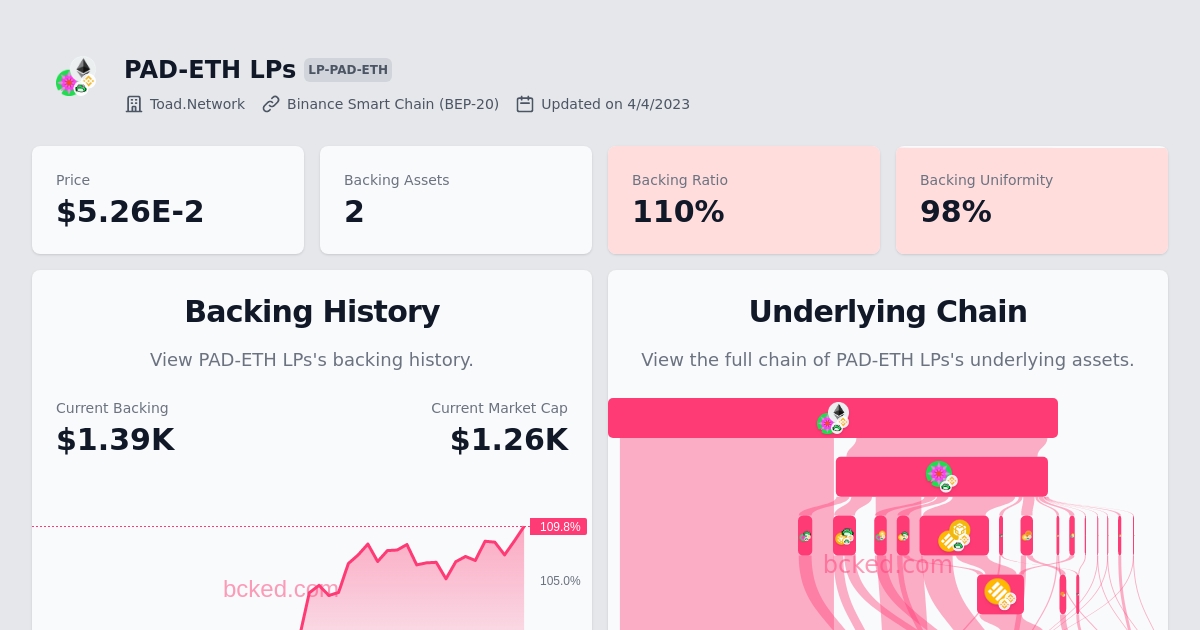 PAD-ETH LPs LP-PAD-ETH
Toad.Network Binance Smart Chain (BEP-20) Updated on 4/4/2023
Price
$5.26E-2
Backing Assets
2
Backing Ratio
110%
Backing Uniformity
98%
Backing History
View PAD-ETH LPs's backing history.
Current Backing
$1.39K
Current Market Cap
$1.26K
109.8%
105.0%
bcked.com
Underlying Chain
View the full chain of PAD-ETH LPs's underlying assets.
bcked.com